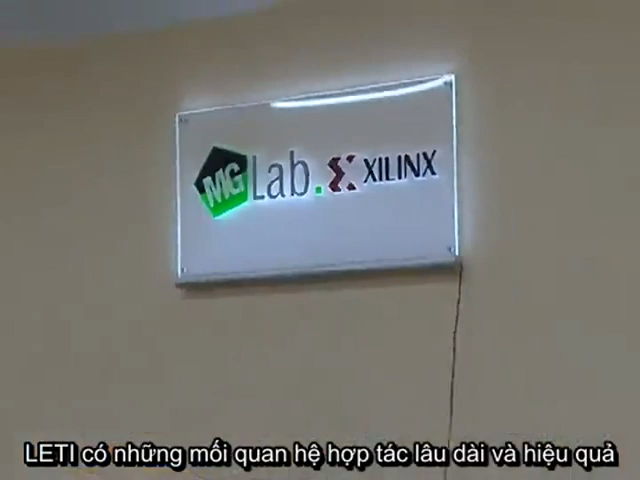 MG Lab. XILINX
LETI có những mối quan hệ hợp tác lâu dài và hiệu quả